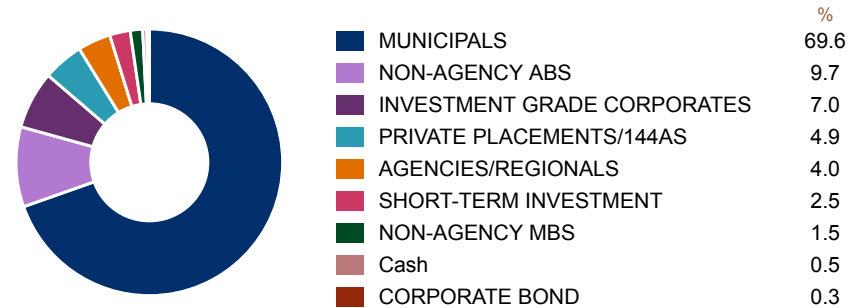 %
MUNICIPALS 69.6
NON-AGENCY ABS 9.7
INVESTMENT GRADE CORPORATES 7.0
PRIVATE PLACEMENTS/144AS 4.9
AGENCIES/REGIONALS 4.0
SHORT-TERM INVESTMENT 2.5
NON-AGENCY MBS 1.5
Cash 0.5
CORPORATE BOND 0.3